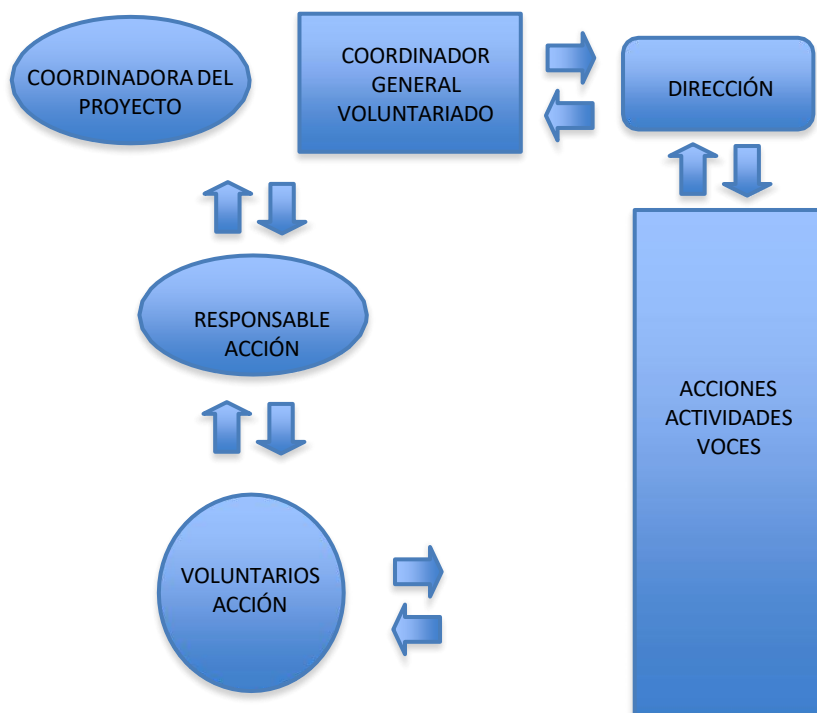 COORDINADORA DEL
PROYECTO
COORDINADOR
GENERAL
VOLUNTARIADO
DIRECCIÓN
RESPONSABLE
ACCIÓN
ACCIONES
ACTIVIDADES
VOCES
VOLUNTARIOS
ACCIÓN